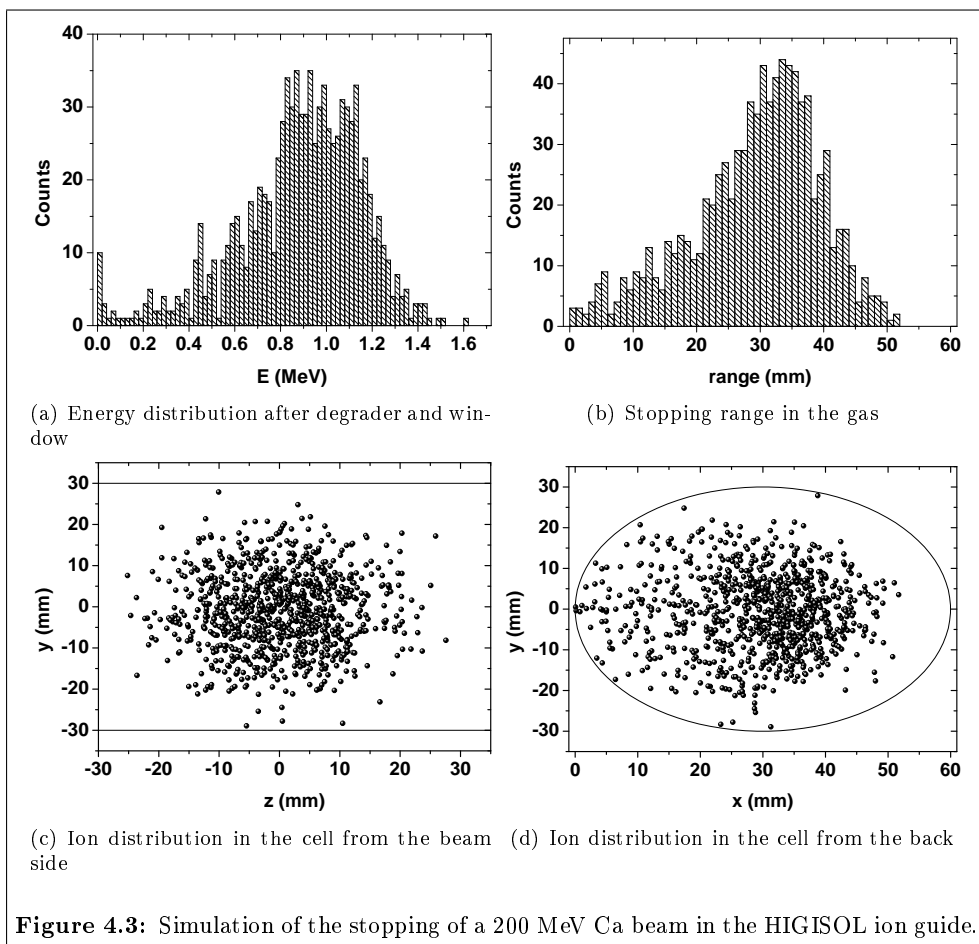 40
30
20
10
0
Counts
0.0 0.2 0.4 0.6 0.8 1.0 1.2 1.4 1.6
E (MeV)
(a) Energy distribution after degrader and win-
dow
40
30
20
10
0
Counts
0 10 20 30 40 50 60
range (mm)
(b) Stopping range in the gas
30
20
10
0
-10
-20
-30
y (mm)
-30 -20 -10 0 10 20 30
z (mm)
(c) Ion distribution in the cell from the beam
side
30
20
10
0
-10
-20
-30
y (mm)
0 10 20 30 40 50 60
x (mm)
(d) Ion distribution in the cell from the back
Figure 4.3: Simulation of the stopping of a 200 MeV Ca beam in the HIGISOL ion guide.